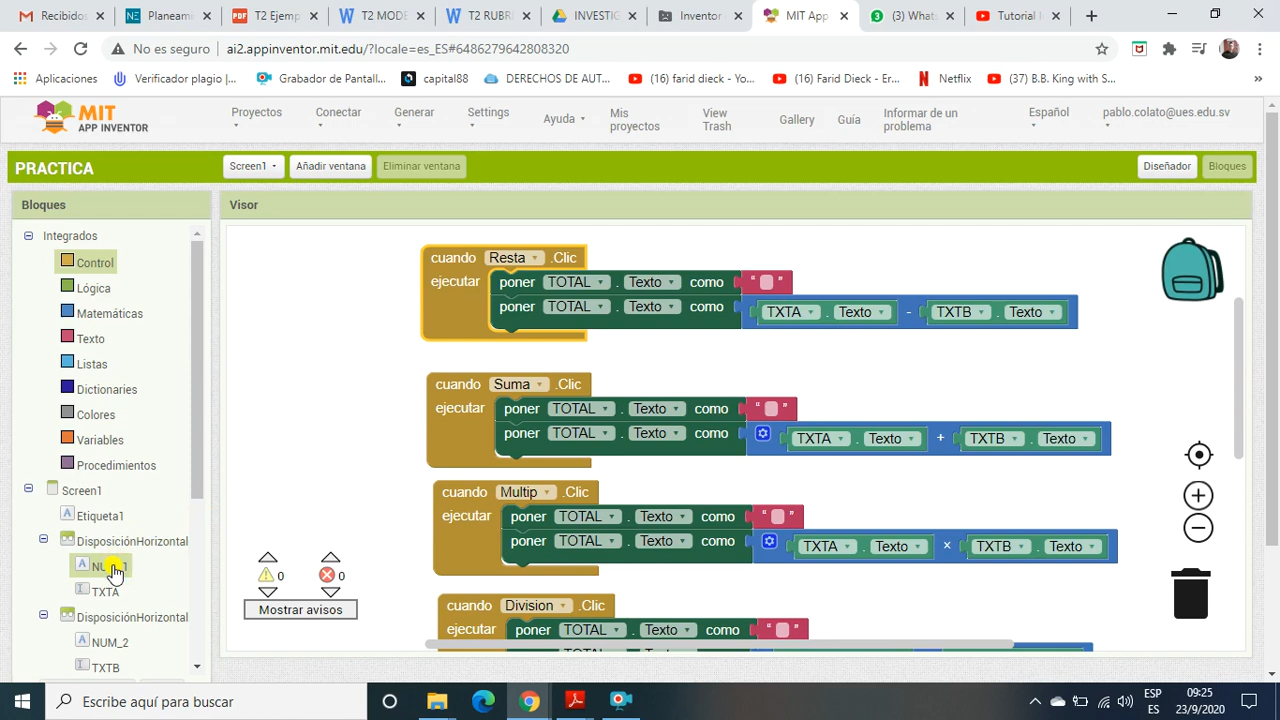 Recibidos
Planeam
T2 Ejemp
T2 MODE
T2 RUBRI
INVESTIG
Inventor
MIT App
(3) Whats
Tutorial In
No es seguro | ai2.appinventor.mit.edu/?locale=es_ES#6486279642808320
Aplicaciones
Verificador plagio |...
Grabador de Pantall...
capital88
DERECHOS DE AUT...
(16) farid dieck - Yo...
(16) Farid Dieck - Er...
Netflix
(37) B.B. King with S...
»
MIT
APP INVENTOR
Proyectos
Conectar
Generar
Settings
Ayuda
Mis proyectos
View Trash
Gallery
Guía
Informar de un problema
Español
pablo.colato@ues.edu.sv
PRACTICA
Screen1
Añadir ventana
Eliminar ventana
Diseñador
Bloques
Bloques
Visor
Integrados
Control
Lógica
Matemáticas
Texto
Listas
Dictionaries
Colores
Variables
Procedimientos
Screen1
Etiqueta1
DisposiciónHorizontal
TXTA
DisposiciónHorizontal
NUM_2
TXTB
cuando Resta .Clic
ejecutar poner TOTAL . Texto como " "
poner TOTAL . Texto como TXTA . Texto - TXTB . Texto
cuando Suma .Clic
ejecutar poner TOTAL . Texto como " "
poner TOTAL . Texto como TXTA . Texto + TXTB . Texto
cuando Multip .Clic
ejecutar poner TOTAL . Texto como " "
poner TOTAL . Texto como TXTA . Texto × TXTB . Texto
cuando Division .Clic
ejecutar poner TOTAL . Texto como " "
0
0
Mostrar avisos
Escribe aquí para buscar
ESP
ES
09:25
23/9/2020